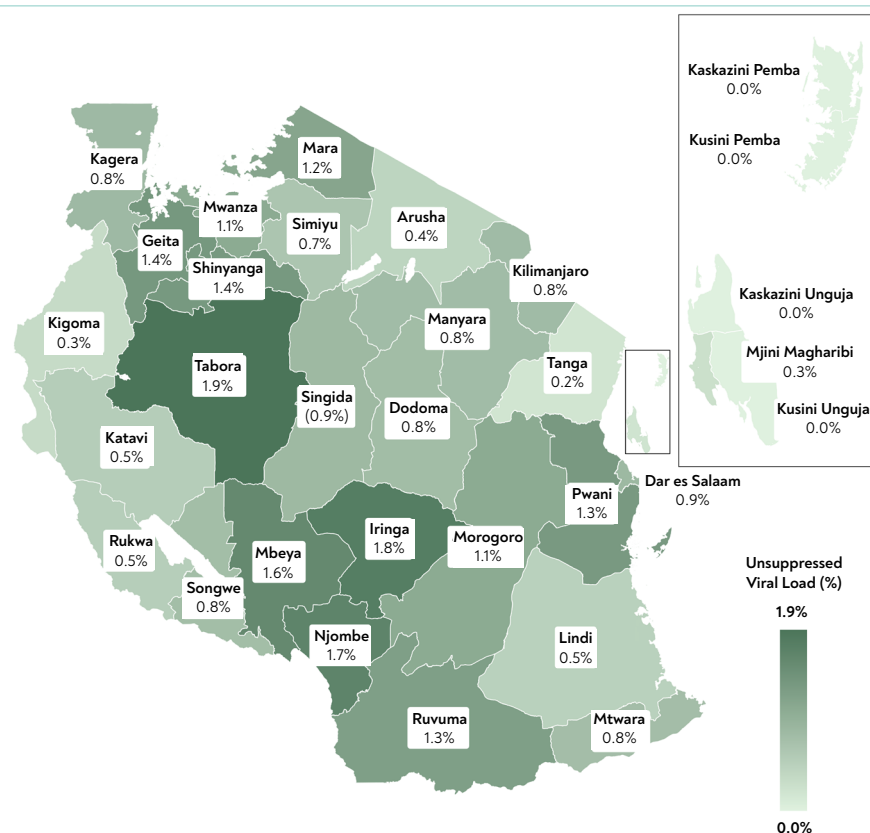 Kaskazini Pemba
0.0%
Kusini Pemba
0.0%
Kagera
0.8%
Mara
1.2%
Mwanza
1.1%
Simiyu
0.7%
Arusha
0.4%
Geita
1.4%
Shinyanga
1.4%
Kilimanjaro
0.8%
Kaskazini Unguja
0.0%
Kigoma
0.3%
Manyara
0.8%
Mjini Magharibi
0.3%
Tabora
1.9%
Tanga
0.2%
Singida
(0.9%)
Dodoma
0.8%
Kusini Unguja
0.0%
Katavi
0.5%
Pwani
1.3%
Dar es Salaam
0.9%
Rukwa
0.5%
Mbeya
1.6%
Iringa
1.8%
Morogoro
1.1%
Songwe
0.8%
Njombe
1.7%
Lindi
0.5%
Ruvuma
1.3%
Mtwara
0.8%
Unsuppressed
Viral Load (%)
1.9%
0.0%